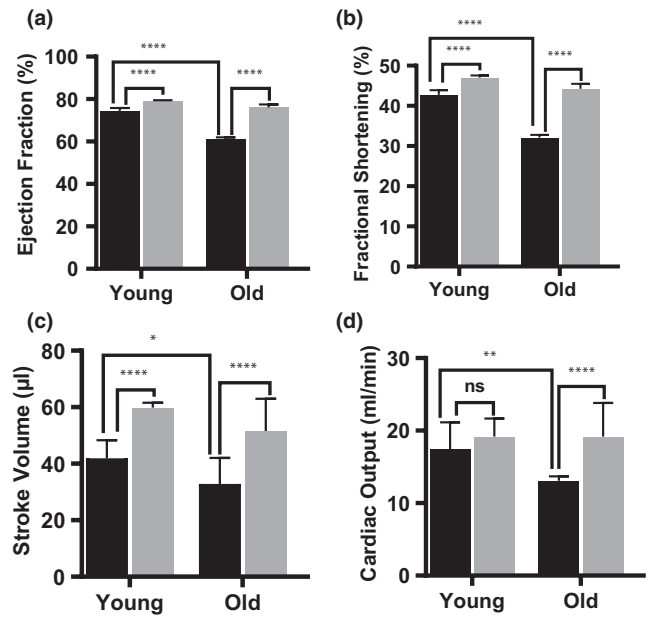 (a)
Ejection Fraction (%)
100
80
60
40
20
0
****
****
****
Young
Old
(b)
Fractional Shortening (%)
50
40
30
20
10
0
****
****
****
Young
Old
(c)
Stroke Volume (µl)
80
60
40
20
0
*
****
****
Young
Old
(d)
Cardiac Output (ml/min)
30
20
10
0
**
ns
****
Young
Old